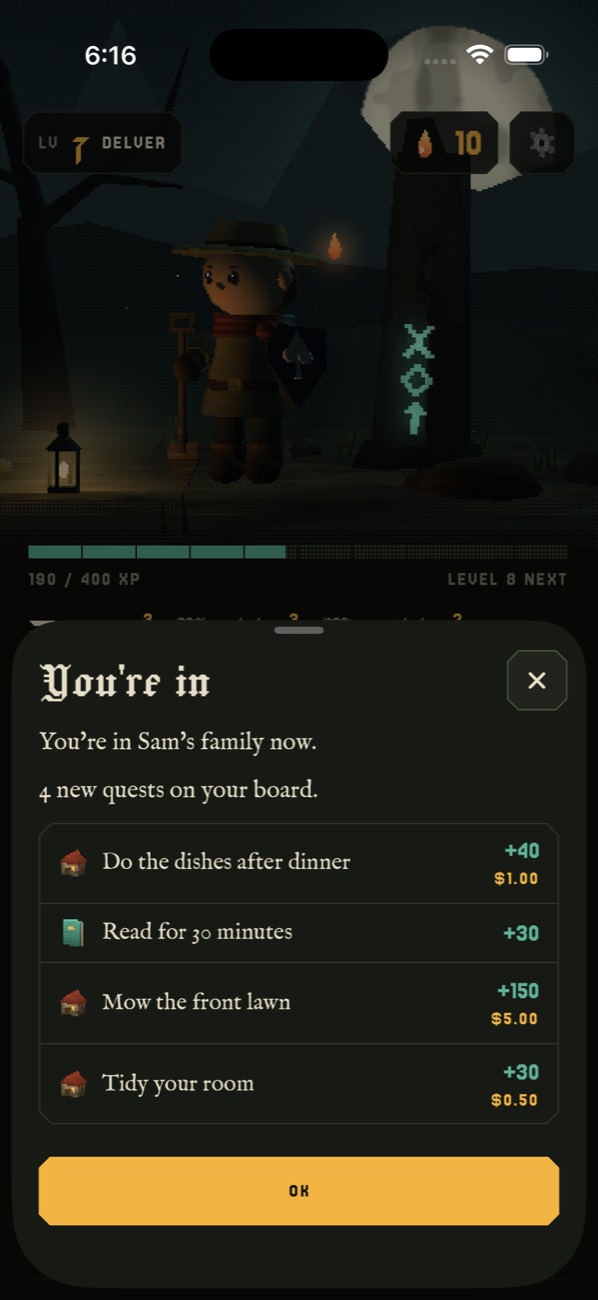 6:16
LV 7 DELVER
10
190 / 400 XP
LEVEL 8 NEXT
You're in
You're in Sam's family now.
4 new quests on your board.
Do the dishes after dinner
+40
$1.00
Read for 30 minutes
+30
Mow the front lawn
+150
$5.00
Tidy your room
+30
$0.50
OK